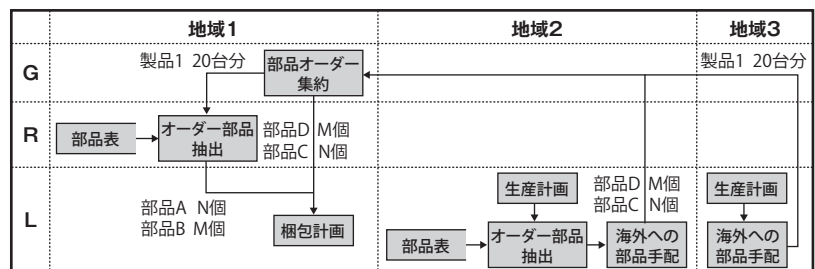 地域1
地域2
地域3
G
製品1 20台分
部品オーダー
集約
製品1 20台分
R
部品表
オーダー部品
抽出
部品D M個
部品C N個
L
部品A N個
部品B M個
梱包計画
部品表
生産計画
オーダー部品
抽出
部品D M個
部品C N個
海外への
部品手配
生産計画
海外への
部品手配